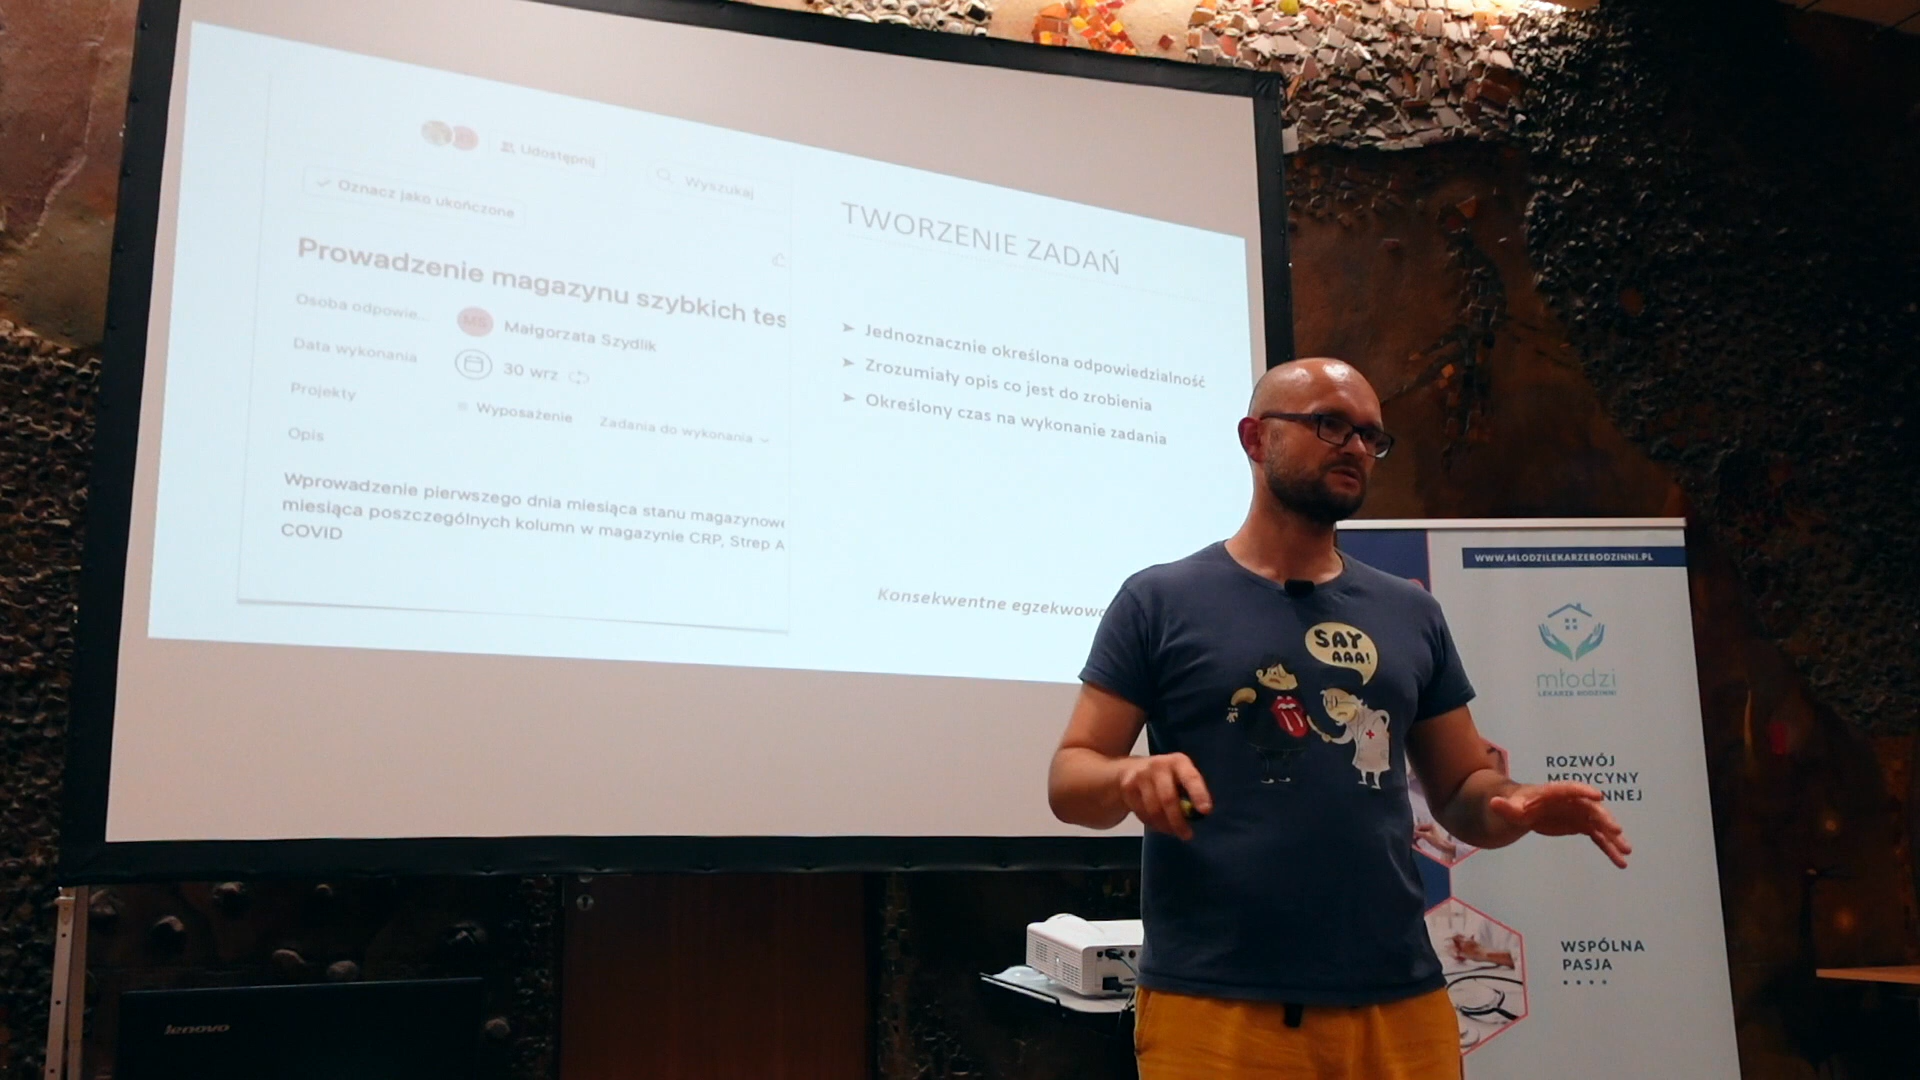 Udostępnij
Wyszukaj
Oznacz jako ukończone
Prowadzenie magazynu szybkich tes
Osoba odpowie...
MS Małgorzata Szydlik
Data wykonania
30 wrz
Projekty
Wyposażenie Zadania do wykonania
Opis
Wprowadzenie pierwszego dnia miesiąca stanu magazynowe
miesiąca poszczególnych kolumn w magazynie CRP, Strep A
COVID
TWORZENIE ZADAŃ
➤ Jednoznacznie określona odpowiedzialność
➤ Zrozumiały opis co jest do zrobienia
➤ Określony czas na wykonanie zadania
Konsekwentne egzekwowa
SAY
AAA!
WWW.MLODZILEKARZERODZINNI.PL
młodzi
LEKARZE RODZINNI
ROZWÓJ
MEDYCYNY
NNEJ
WSPÓLNA
PASJA
lenovo